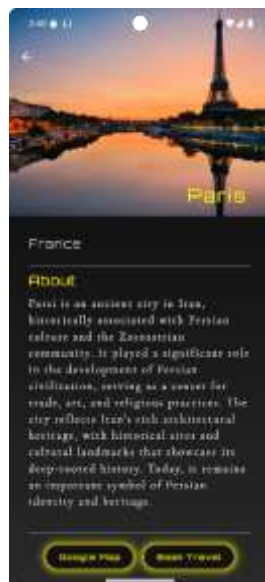 Paris
France
About
Parsi is an ancient city in Iran,
historically associated with Persian
culture and the Zoroastrian
community. It played a significant role
in the development of Persian
civilization, serving as a center for
trade, art, and religious practices. The
city reflects Iran's rich architectural
heritage, with historical sites and
cultural landmarks that showcase its
deep-rooted history. Today, it remains
an important symbol of Persian
identity and heritage.
Google Map
Book Travel